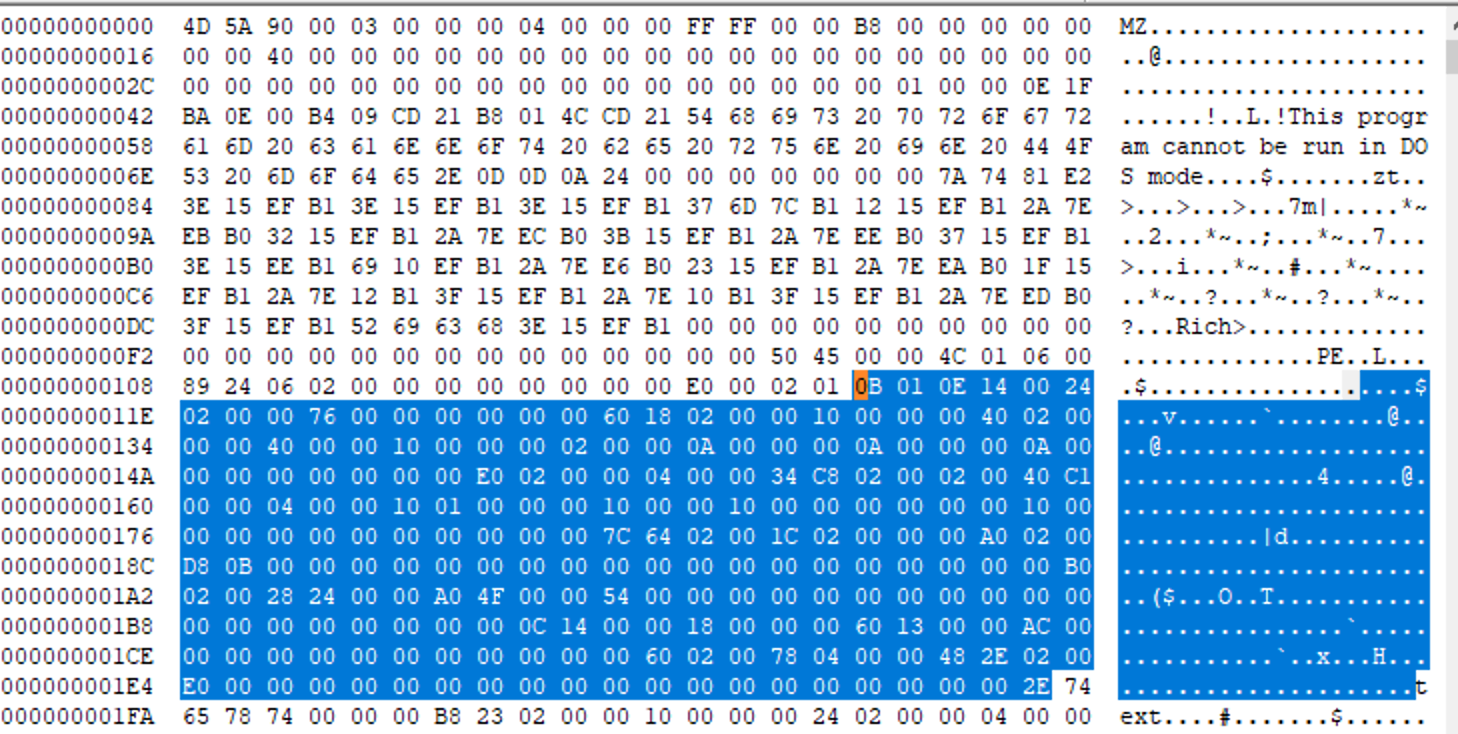 00000000000 4D 5A 90 00 03 00 00 00 04 00 00 00 FF FF 00 00 B8 00 00 00 00 00 MZ....................
00000000016 00 00 40 00 00 00 00 00 00 00 00 00 00 00 00 00 00 00 00 00 00 00 ..@...................
0000000002C 00 00 00 00 00 00 00 00 00 00 00 00 00 00 00 00 01 00 00 0E 1F ......................
00000000042 BA 0E 00 B4 09 CD 21 B8 01 4C CD 21 54 68 69 73 20 70 72 6F 67 72 ......!..L.!This progr
00000000058 61 6D 20 63 61 6E 6E 6F 74 20 62 65 20 72 75 6E 20 69 6E 20 44 4F am cannot be run in DO
0000000006E 53 20 6D 6F 64 65 2E 0D 0D 0A 24 00 00 00 00 00 00 00 7A 74 81 E2 S mode....$.......zt..
00000000084 3E 15 EF B1 3E 15 EF B1 3E 15 EF B1 37 6D 7C B1 12 15 EF B1 2A 7E >...>...>...7m|.....*~
0000000009A EB B0 32 15 EF B1 2A 7E EC B0 3B 15 EF B1 2A 7E EE B0 37 15 EF B1 ..2...*~..;...*~..7...
000000000B0 3E 15 EE B1 69 10 EF B1 2A 7E E6 B0 23 15 EF B1 2A 7E EA B0 1F 15 >...i...*~..#...*~....
000000000C6 EF B1 2A 7E 12 B1 3F 15 EF B1 2A 7E 10 B1 3F 15 EF B1 2A 7E ED B0 ..*~..?...*~..?...*~..
000000000DC 3F 15 EF B1 52 69 63 68 3E 15 EF B1 00 00 00 00 00 00 00 00 00 00 ?...Rich>.............
000000000F2 00 00 00 00 00 00 00 00 00 00 00 00 00 00 50 45 00 00 4C 01 06 00 ..............PE..L...
00000000108 89 24 06 02 00 00 00 00 00 00 00 00 E0 00 02 01 0B 01 0E 14 00 24 .$...................$
0000000011E 02 00 00 76 00 00 00 00 00 00 60 18 02 00 00 10 00 00 00 40 02 00 ...v......`........@..
00000000134 00 00 40 00 00 10 00 00 00 02 00 00 0A 00 00 00 0A 00 00 00 0A 00 ..@...................
0000000014A 00 00 00 00 00 00 00 E0 02 00 00 04 00 00 34 C8 02 00 02 00 40 C1 ..............4.....@.
00000000160 00 00 04 00 00 10 01 00 00 00 10 00 00 10 00 00 00 00 00 00 10 00 ......................
00000000176 00 00 00 00 00 00 00 00 00 00 7C 64 02 00 1C 02 00 00 00 A0 02 00 ..........|d..........
0000000018C D8 0B 00 00 00 00 00 00 00 00 00 00 00 00 00 00 00 00 00 00 00 B0 ......................
000000001A2 02 00 28 24 00 00 A0 4F 00 00 54 00 00 00 00 00 00 00 00 00 00 00 ..($...O..T...........
000000001B8 00 00 00 00 00 00 00 00 0C 14 00 00 18 00 00 00 60 13 00 00 AC 00 ................`.....
000000001CE 00 00 00 00 00 00 00 00 00 00 00 60 02 00 78 04 00 00 48 2E 02 00 ...........`..x...H...
000000001E4 E0 00 00 00 00 00 00 00 00 00 00 00 00 00 00 00 00 00 00 00 2E 74 .....................t
000000001FA 65 78 74 00 00 00 B8 23 02 00 00 10 00 00 00 24 02 00 00 04 00 00 ext....#.......$......